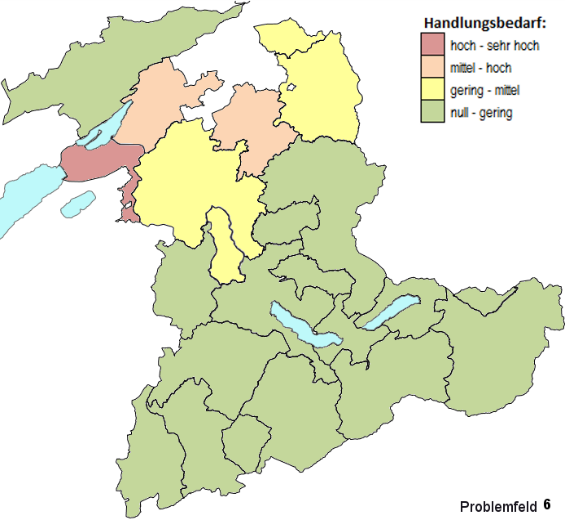 Handlungsbedarf:
hoch - sehr hoch
mittel - hoch
gering - mittel
null - gering
Problemfeld 6